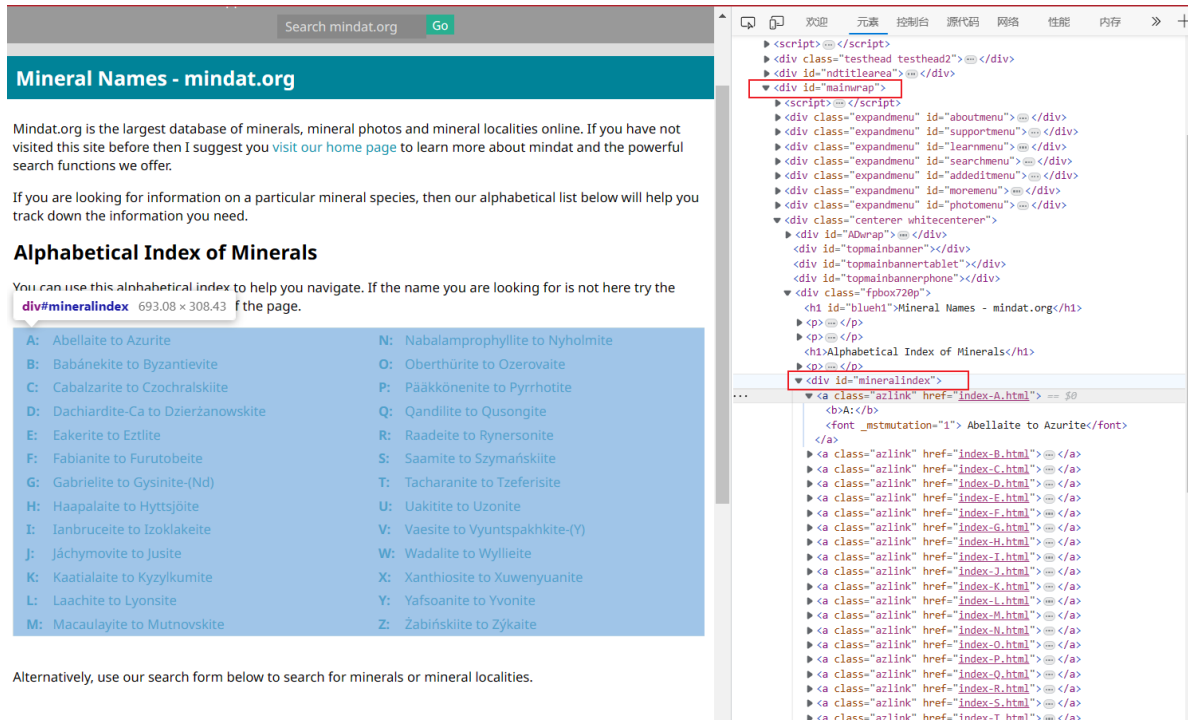 Search mindat.org Go
Mineral Names - mindat.org
Mindat.org is the largest database of minerals, mineral photos and mineral localities online. If you have not
visited this site before then I suggest you visit our home page to learn more about mindat and the powerful
search functions we offer.
If you are looking for information on a particular mineral species, then our alphabetical list below will help you
track down the information you need.
Alphabetical Index of Minerals
You can use this alphabetical index to help you navigate. If the name you are looking for is not here try the
div#mineralindex 693.08 × 308.43 f the page.
A: Abellaite to Azurite
B: Babánekite to Byzantievite
C: Cabalzarite to Czochralskiite
D: Dachiardite-Ca to Dzierżanowskite
E: Eakerite to Eztlite
F: Fabianite to Furutobeite
G: Gabrielite to Gysinite-(Nd)
H: Haapalaite to Hyttsjöite
I: Ianbruceite to Izoklakeite
J: Jáchymovite to Jusite
K: Kaatialaite to Kyzylkumite
L: Laachite to Lyonsite
M: Macaulayite to Mutnovskite
N: Nabalamprophyllite to Nyholmite
O: Oberthürite to Ozerovaite
P: Pääkkönenite to Pyrrhotite
Q: Qandilite to Qusongite
R: Raadeite to Rynersonite
S: Saamite to Szymańskiite
T: Tacharanite to Tzeferisite
U: Uakitite to Uzonite
V: Vaesite to Vyuntspakhkite-(Y)
W: Wadalite to Wyllieite
X: Xanthiosite to Xuwenyuanite
Y: Yafsoanite to Yvonite
Z: Żabińskiite to Zýkaite
Alternatively, use our search form below to search for minerals or mineral localities.
欢迎 元素 控制台 源代码 网络 性能 内存
<script> … </script>
<div class="testhead testhead2"> … </div>
<div id="ndtitlearea"> … </div>
<div id="mainwrap">
<script> … </script>
<div class="expandmenu" id="aboutmenu"> … </div>
<div class="expandmenu" id="supportmenu"> … </div>
<div class="expandmenu" id="learnmenu"> … </div>
<div class="expandmenu" id="searchmenu"> … </div>
<div class="expandmenu" id="addeditmenu"> … </div>
<div class="expandmenu" id="moremenu"> … </div>
<div class="expandmenu" id="photomenu"> … </div>
<div class="centerer whitecenterer">
<div id="ADwrap"> … </div>
<div id="topmainbanner"></div>
<div id="topmainbannertablet"></div>
<div id="topmainbannerphone"></div>
<div class="fpbox720p">
<h1 id="blueh1">Mineral Names - mindat.org</h1>
<p> … </p>
<p> … </p>
<h1>Alphabetical Index of Minerals</h1>
<p> … </p>
<div id="mineralindex">
<a class="azlink" href="index-A.html"> == $0
<b>A:</b>
<font _mstmutation="1"> Abellaite to Azurite</font>
</a>
<a class="azlink" href="index-B.html"> … </a>
<a class="azlink" href="index-C.html"> … </a>
<a class="azlink" href="index-D.html"> … </a>
<a class="azlink" href="index-E.html"> … </a>
<a class="azlink" href="index-F.html"> … </a>
<a class="azlink" href="index-G.html"> … </a>
<a class="azlink" href="index-H.html"> … </a>
<a class="azlink" href="index-I.html"> … </a>
<a class="azlink" href="index-J.html"> … </a>
<a class="azlink" href="index-K.html"> … </a>
<a class="azlink" href="index-L.html"> … </a>
<a class="azlink" href="index-M.html"> … </a>
<a class="azlink" href="index-N.html"> … </a>
<a class="azlink" href="index-O.html"> … </a>
<a class="azlink" href="index-P.html"> … </a>
<a class="azlink" href="index-Q.html"> … </a>
<a class="azlink" href="index-R.html"> … </a>
<a class="azlink" href="index-S.html"> … </a>
<a class="azlink" href="index-T.html"> … </a>